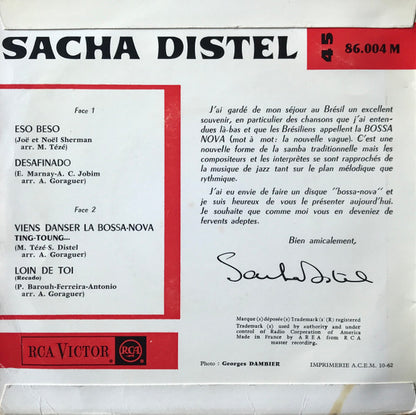 SACHA DISTEL
45
86.004 M
Face 1
ESO BESO
(Joë et Noël Sherman
arr. M. Tézé)
DESAFINADO
(E. Marnay-A. C. Jobim
arr. A. Goraguer)
Face 2
VIENS DANSER LA BOSSA-NOVA
TING-TOUNG...
(M. Tézé-S. Distel
arr. A. Goraguer)
LOIN DE TOI
(Recado)
(P. Barouh-Ferreira-Antonio
arr. A. Goraguer)
J'ai gardé de mon séjour au Brésil un excellent
souvenir, en particulier des chansons que j'ai enten-
dues là-bas et que les Brésiliens appellent la BOSSA
NOVA (mot à mot: la nouvelle vague). C'est une
nouvelle forme de la samba traditionnelle mais les
compositeurs et les interprètes se sont rapprochés de
la musique de jazz tant sur le plan mélodique que
rythmique.
J'ai eu envie de faire un disque "bossa-nova" et
je suis heureux de vous le présenter aujourd'hui.
Je souhaite que comme moi vous en deveniez de
fervents adeptes.
Bien amicalement,
Sacha Distel
Marque(s) déposée(s) Trademark(s) (R) registered
Trademark(s) used by authority and under
control of Radio Corporation of America.
Made in France by A R E A from R C A
master recording.
RCA VICTOR
RCA
Photo : Georges DAMBIER
IMPRIMERIE A.C.E.M. 10-62